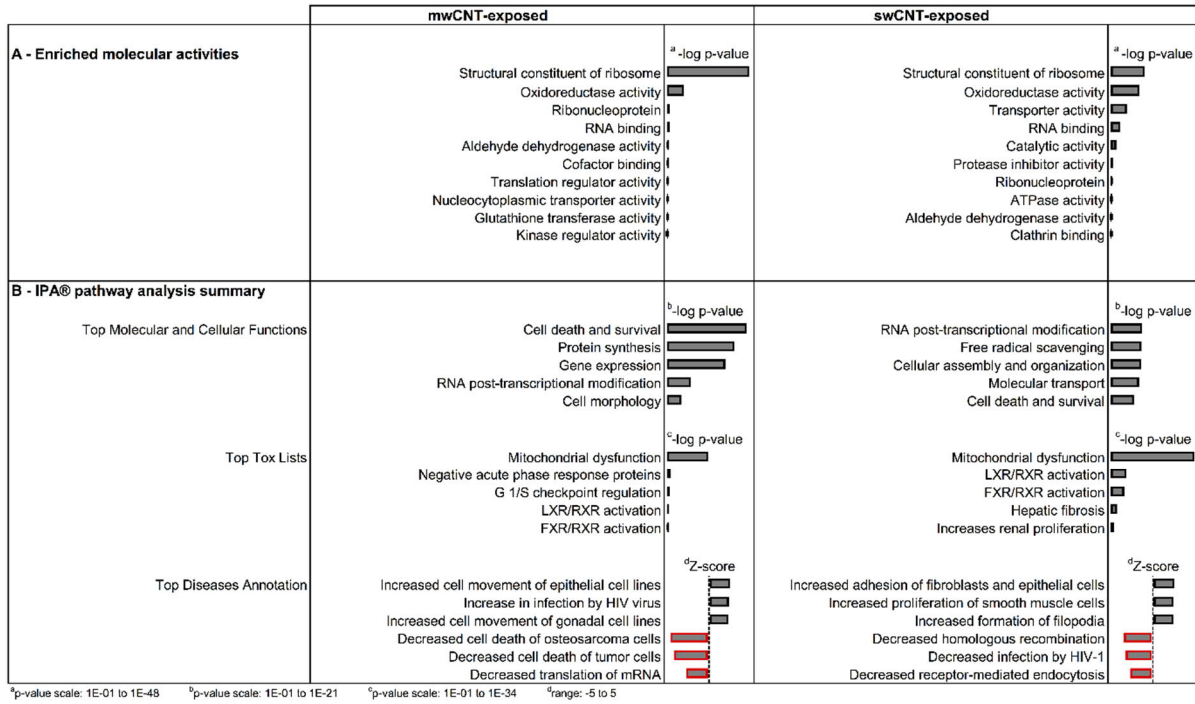 mwCNT-exposed swCNT-exposed
A - Enriched molecular activities
a -log p-value a -log p-value
Structural constituent of ribosome Structural constituent of ribosome
Oxidoreductase activity Oxidoreductase activity
Ribonucleoprotein Transporter activity
RNA binding RNA binding
Aldehyde dehydrogenase activity Catalytic activity
Cofactor binding Protease inhibitor activity
Translation regulator activity Ribonucleoprotein
Nucleocytoplasmic transporter activity ATPase activity
Glutathione transferase activity Aldehyde dehydrogenase activity
Kinase regulator activity Clathrin binding
B - IPA® pathway analysis summary
b-log p-value b-log p-value
Top Molecular and Cellular Functions Cell death and survival RNA post-transcriptional modification
Protein synthesis Free radical scavenging
Gene expression Cellular assembly and organization
RNA post-transcriptional modification Molecular transport
Cell morphology Cell death and survival
c-log p-value c-log p-value
Top Tox Lists Mitochondrial dysfunction Mitochondrial dysfunction
Negative acute phase response proteins LXR/RXR activation
G 1/S checkpoint regulation FXR/RXR activation
LXR/RXR activation Hepatic fibrosis
FXR/RXR activation Increases renal proliferation
dZ-score dZ-score
Top Diseases Annotation Increased cell movement of epithelial cell lines Increased adhesion of fibroblasts and epithelial cells
Increase in infection by HIV virus Increased proliferation of smooth muscle cells
Increased cell movement of gonadal cell lines Increased formation of filopodia
Decreased cell death of osteosarcoma cells Decreased homologous recombination
Decreased cell death of tumor cells Decreased infection by HIV-1
Decreased translation of mRNA Decreased receptor-mediated endocytosis
ap-value scale: 1E-01 to 1E-48 bp-value scale: 1E-01 to 1E-21 cp-value scale: 1E-01 to 1E-34 drange: -5 to 5